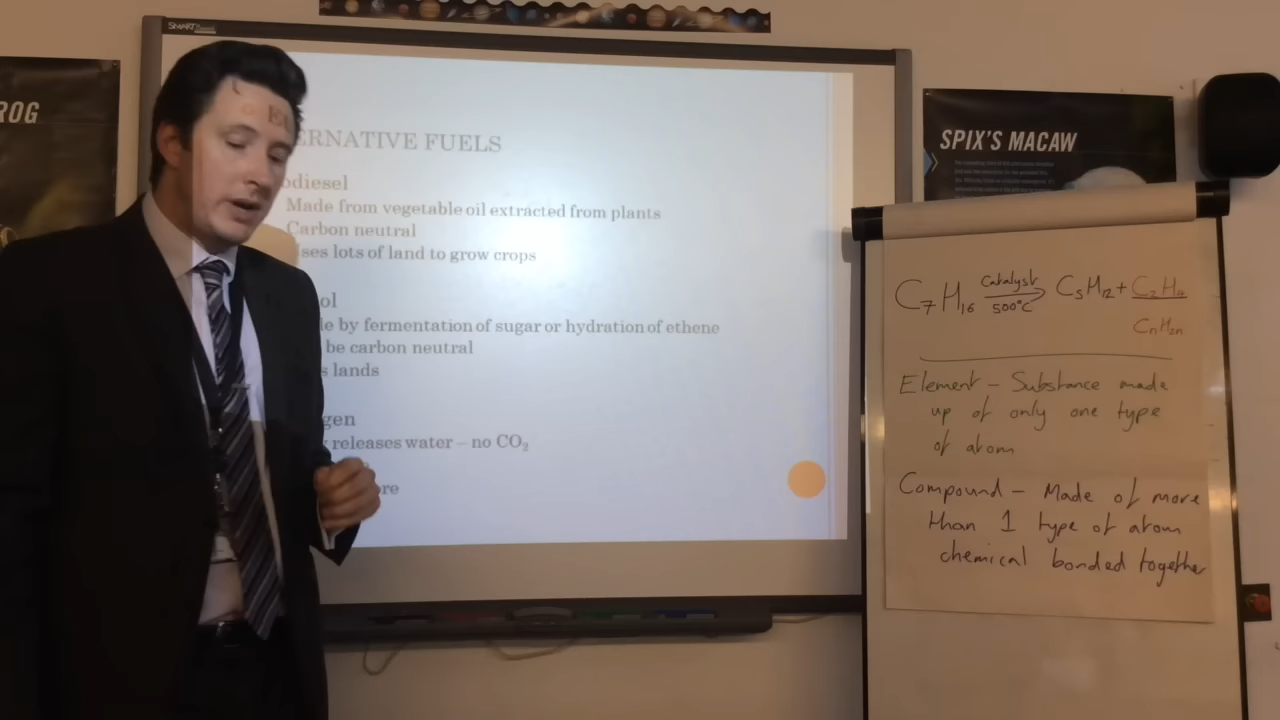 SMART
ROG
ERNATIVE FUELS
odiesel
Made from vegetable oil extracted from plants
Carbon neutral
ses lots of land to grow crops
ol
e by fermentation of sugar or hydration of ethene
be carbon neutral
s lands
gen
releases water – no CO₂
re
SPIX'S MACAW
C₇H₁₆ Catalyst 500°C → C₅H₁₂ + C₂H₄
CₙH₂ₙ
Element – Substance made
up of only one type
of atom
Compound – Made of more
than 1 type of atom
chemical bonded together